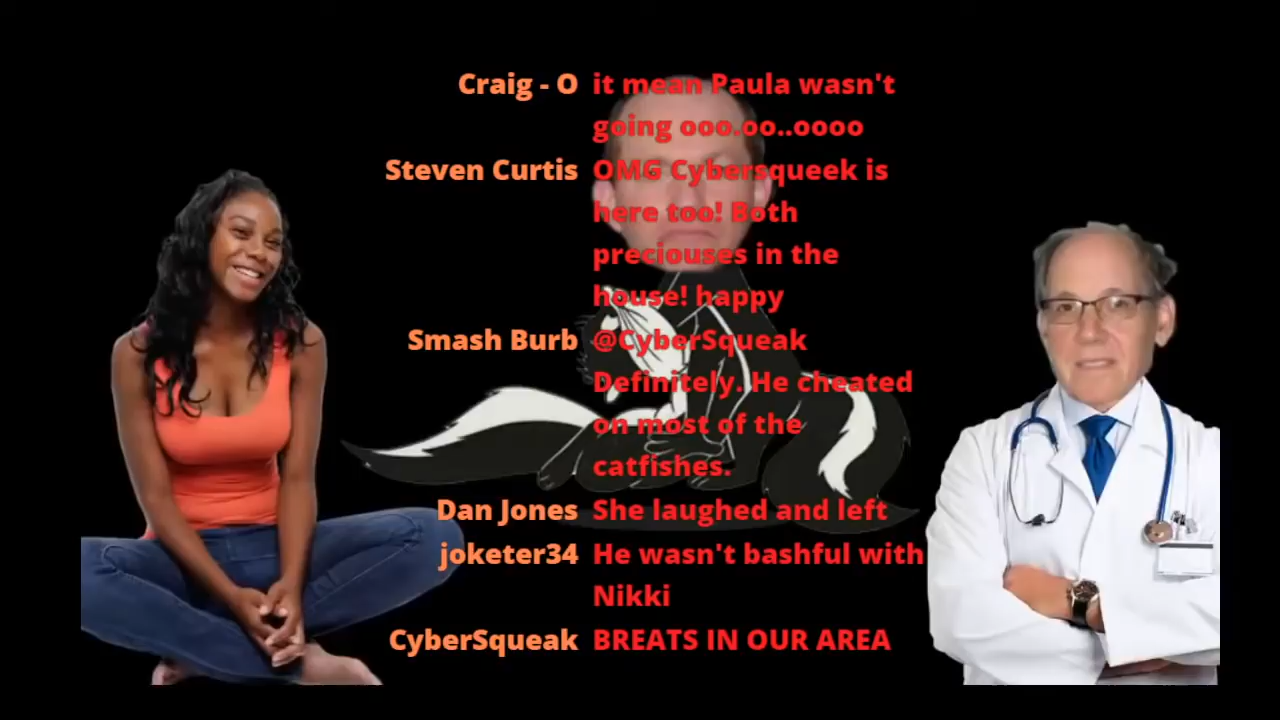 Craig - O it mean Paula wasn't
going ooo.oo..oooo
Steven Curtis OMG Cybersqueek is
here too! Both
preciouses in the
house! happy
Smash Burb @CyberSqueak
Definitely. He cheated
on most of the
catfishes.
Dan Jones She laughed and left
joketer34 He wasn't bashful with
Nikki
CyberSqueak BREATS IN OUR AREA